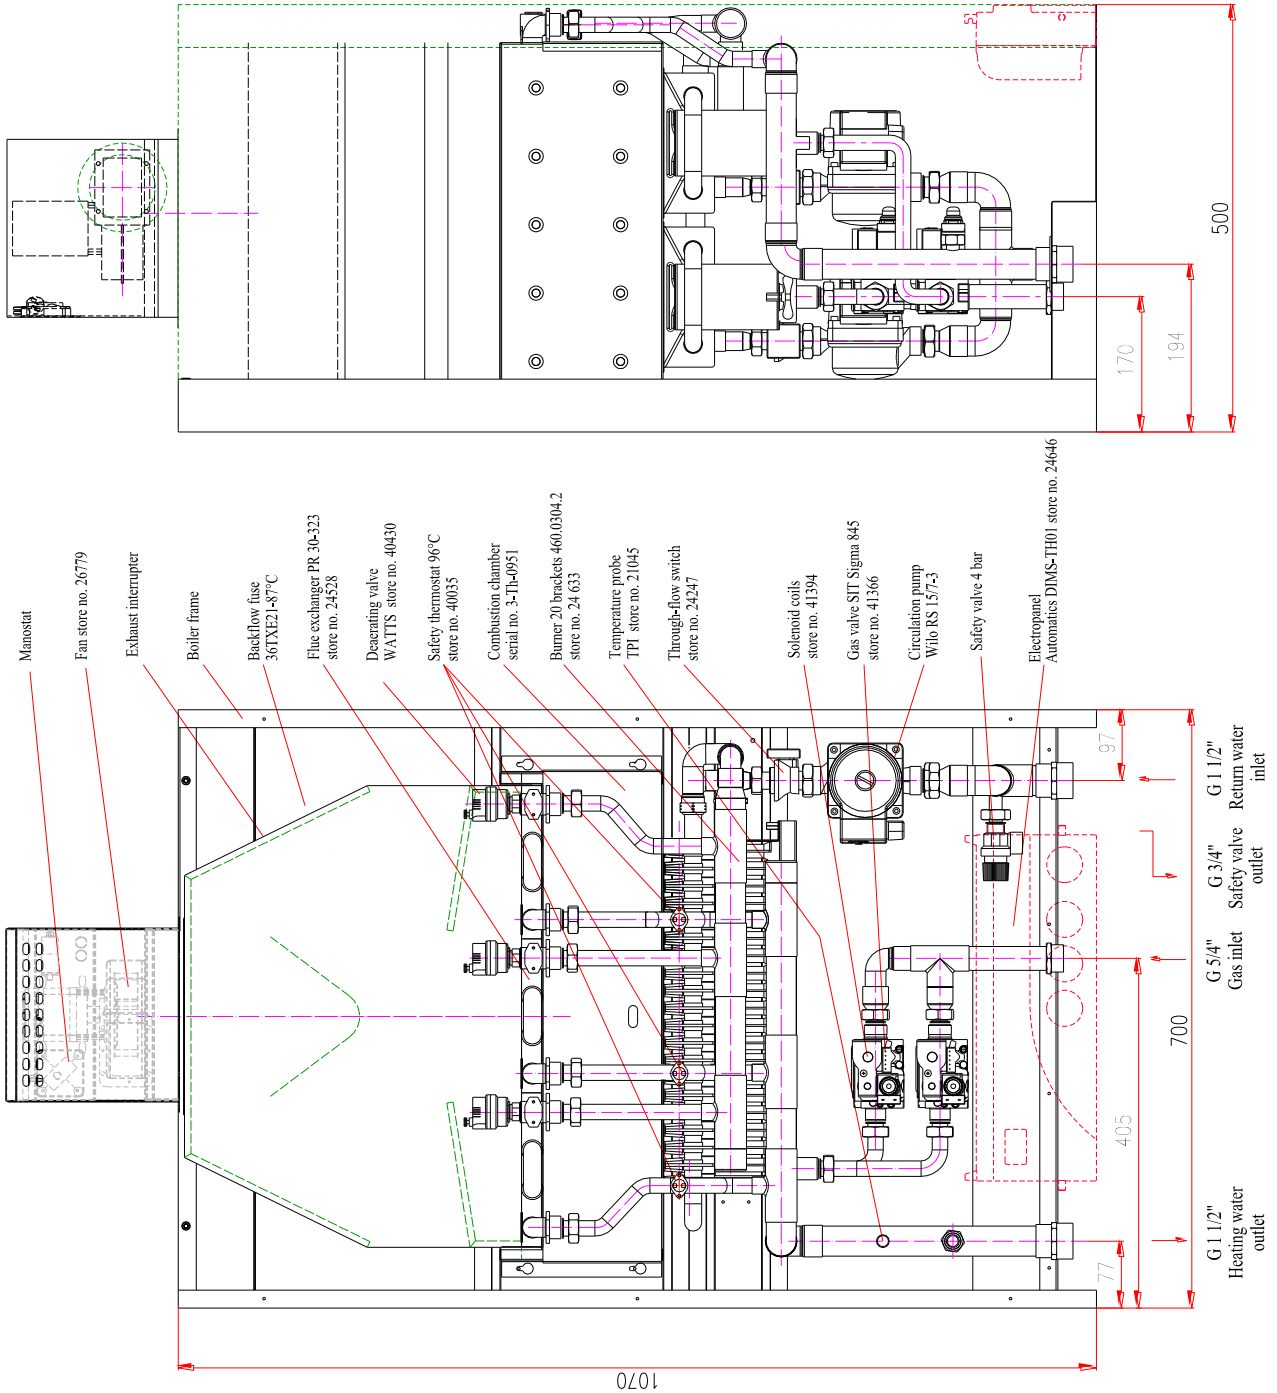 Manostat
Fan store no. 26779
Exhaust interrupter
Boiler frame
Backflow fuse
36TXE21-87°C
Flue exchanger PR 30-323
store no. 24528
Deaerating valve
WATTS store no. 40430
Safety thermostat 96°C
store no. 40035
Combustion chamber
serial no. 3-Th-0951
Burner 20 brackets 460.0304.2
store no. 24 633
Temperature probe
TPI store no. 21045
Through-flow switch
store no. 24247
Solenoid coils
store no. 41394
Gas valve SIT Sigma 845
store no. 41366
Circulation pump
Wilo RS 15/7-3
Safety valve 4 bar
Electropanel
Automatics DIMS-TH01 store no. 24646
170
194
500
77
97
405
700
1070
G 1 1/2"
Heating water
outlet
G 5/4"
Gas inlet
G 3/4"
Safety valve
outlet
G 1 1/2"
Return water
inlet